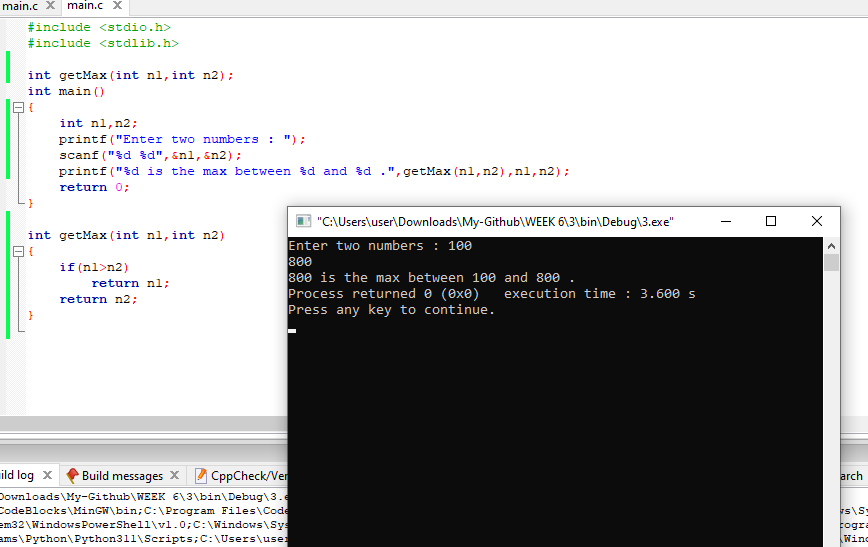 main.c main.c
#include <stdio.h>
#include <stdlib.h>
int getMax(int n1,int n2);
int main()
{
int n1,n2;
printf("Enter two numbers : ");
scanf("%d %d",&n1,&n2);
printf("%d is the max between %d and %d .",getMax(n1,n2),n1,n2);
return 0;
}
int getMax(int n1,int n2)
{
if(n1>n2)
return n1;
return n2;
}
"C:\Users\user\Downloads\My-Github\WEEK 6\3\bin\Debug\3.exe"
Enter two numbers : 100
800
800 is the max between 100 and 800 .
Process returned 0 (0x0) execution time : 3.600 s
Press any key to continue.
ild log Build messages CppCheck/Ver arch
Downloads\My-Github\WEEK 6\3\bin\Debug\3.e
CodeBlocks\MinGW\bin;C:\Program Files\Code ws\Sy
em32\WindowsPowerShell\v1.0;C:\Windows\Sys rogra
ams\Python\Python311\Scripts;C:\Users\user \Wind